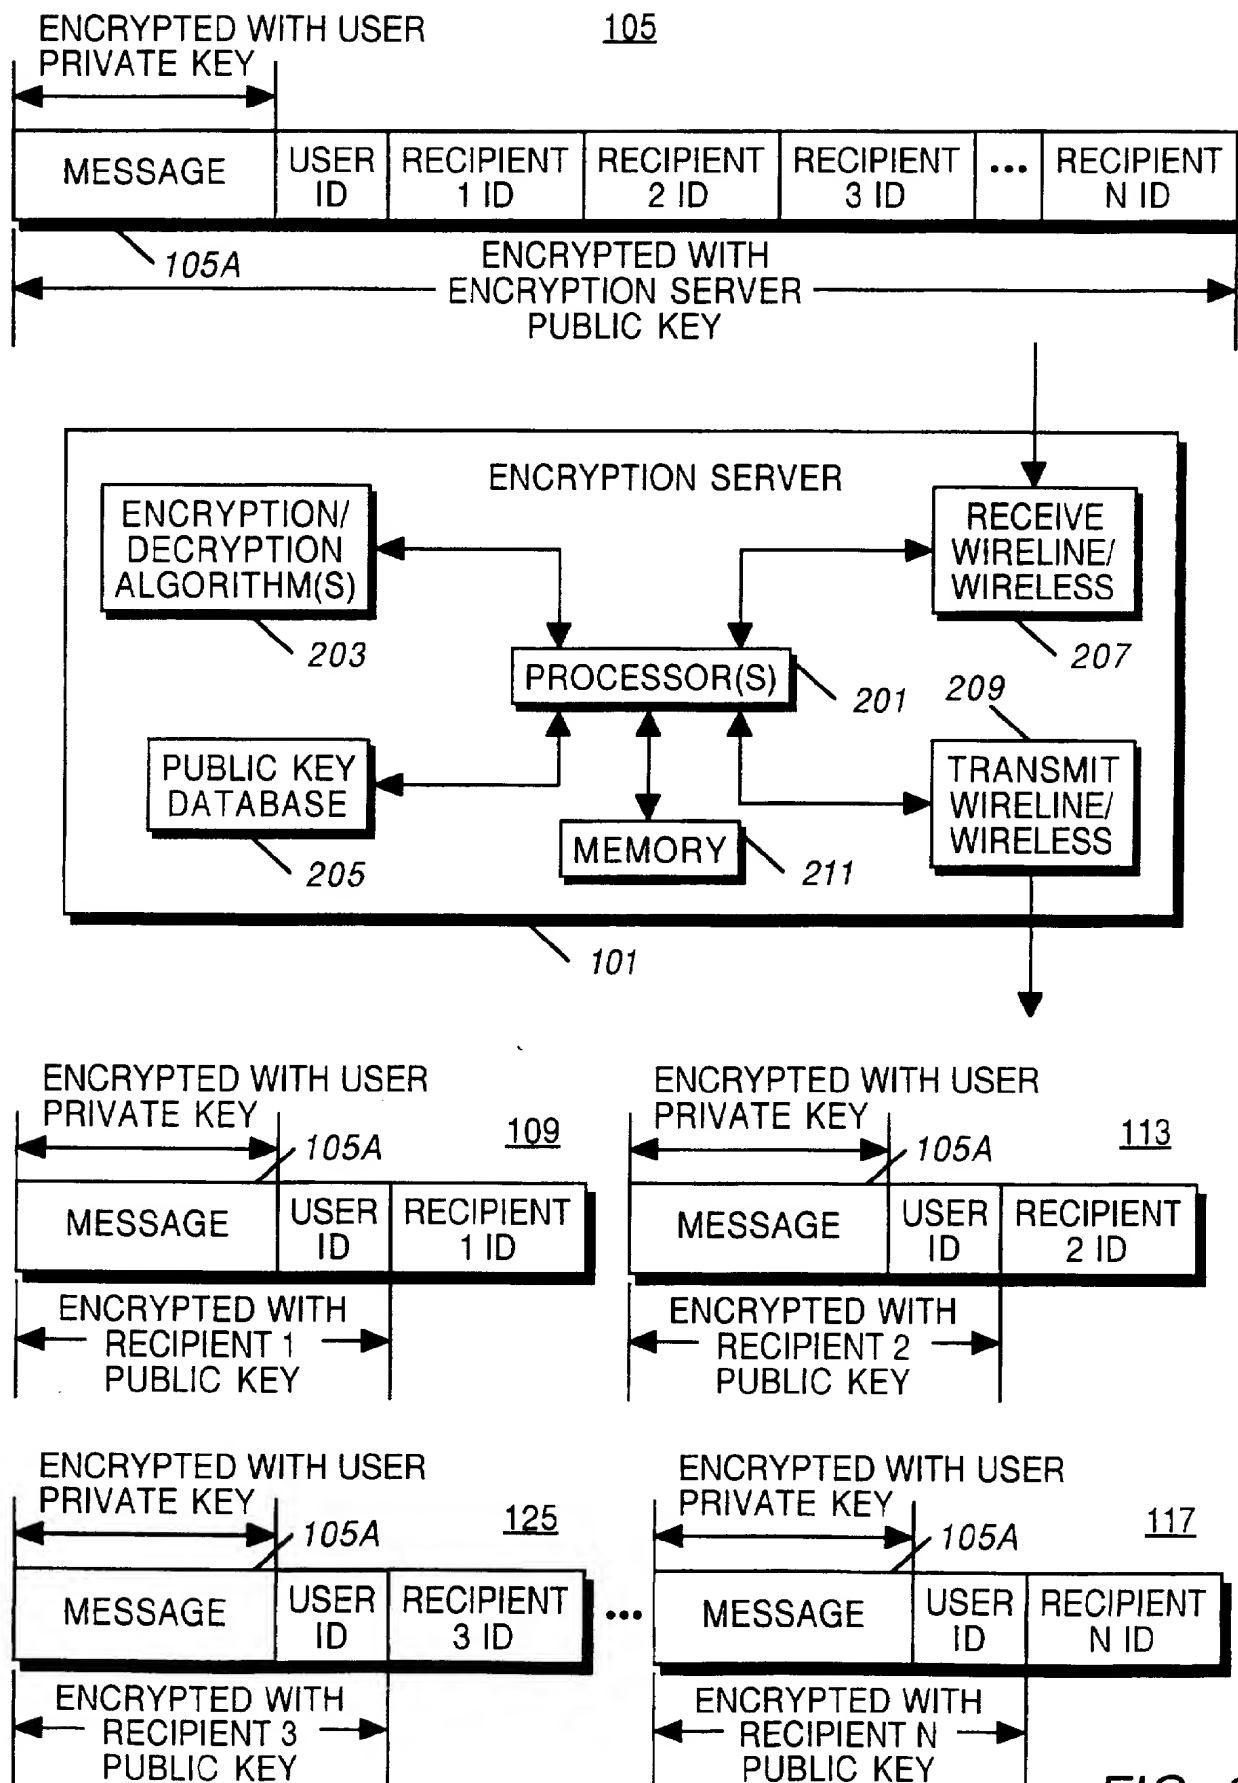 ENCRYPTED WITH USER
PRIVATE KEY
105
MESSAGE
USER
ID
RECIPIENT
1 ID
RECIPIENT
2 ID
RECIPIENT
3 ID
...
RECIPIENT
N ID
105A
ENCRYPTED WITH
ENCRYPTION SERVER
PUBLIC KEY
ENCRYPTION SERVER
ENCRYPTION/
DECRYPTION
ALGORITHM(S)
203
RECEIVE
WIRELINE/
WIRELESS
207
PROCESSOR(S)
201
209
PUBLIC KEY
DATABASE
205
MEMORY
211
TRANSMIT
WIRELINE/
WIRELESS
101
ENCRYPTED WITH USER
PRIVATE KEY
109
105A
MESSAGE
USER
ID
RECIPIENT
1 ID
ENCRYPTED WITH
RECIPIENT 1
PUBLIC KEY
ENCRYPTED WITH USER
PRIVATE KEY
113
105A
MESSAGE
USER
ID
RECIPIENT
2 ID
ENCRYPTED WITH
RECIPIENT 2
PUBLIC KEY
ENCRYPTED WITH USER
PRIVATE KEY
125
105A
MESSAGE
USER
ID
RECIPIENT
3 ID
ENCRYPTED WITH
RECIPIENT 3
PUBLIC KEY
...
ENCRYPTED WITH USER
PRIVATE KEY
117
105A
MESSAGE
USER
ID
RECIPIENT
N ID
ENCRYPTED WITH
RECIPIENT N
PUBLIC KEY